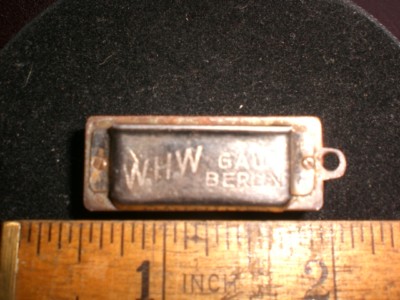 W.H.W GAU
BERLIN
1 INCH 2